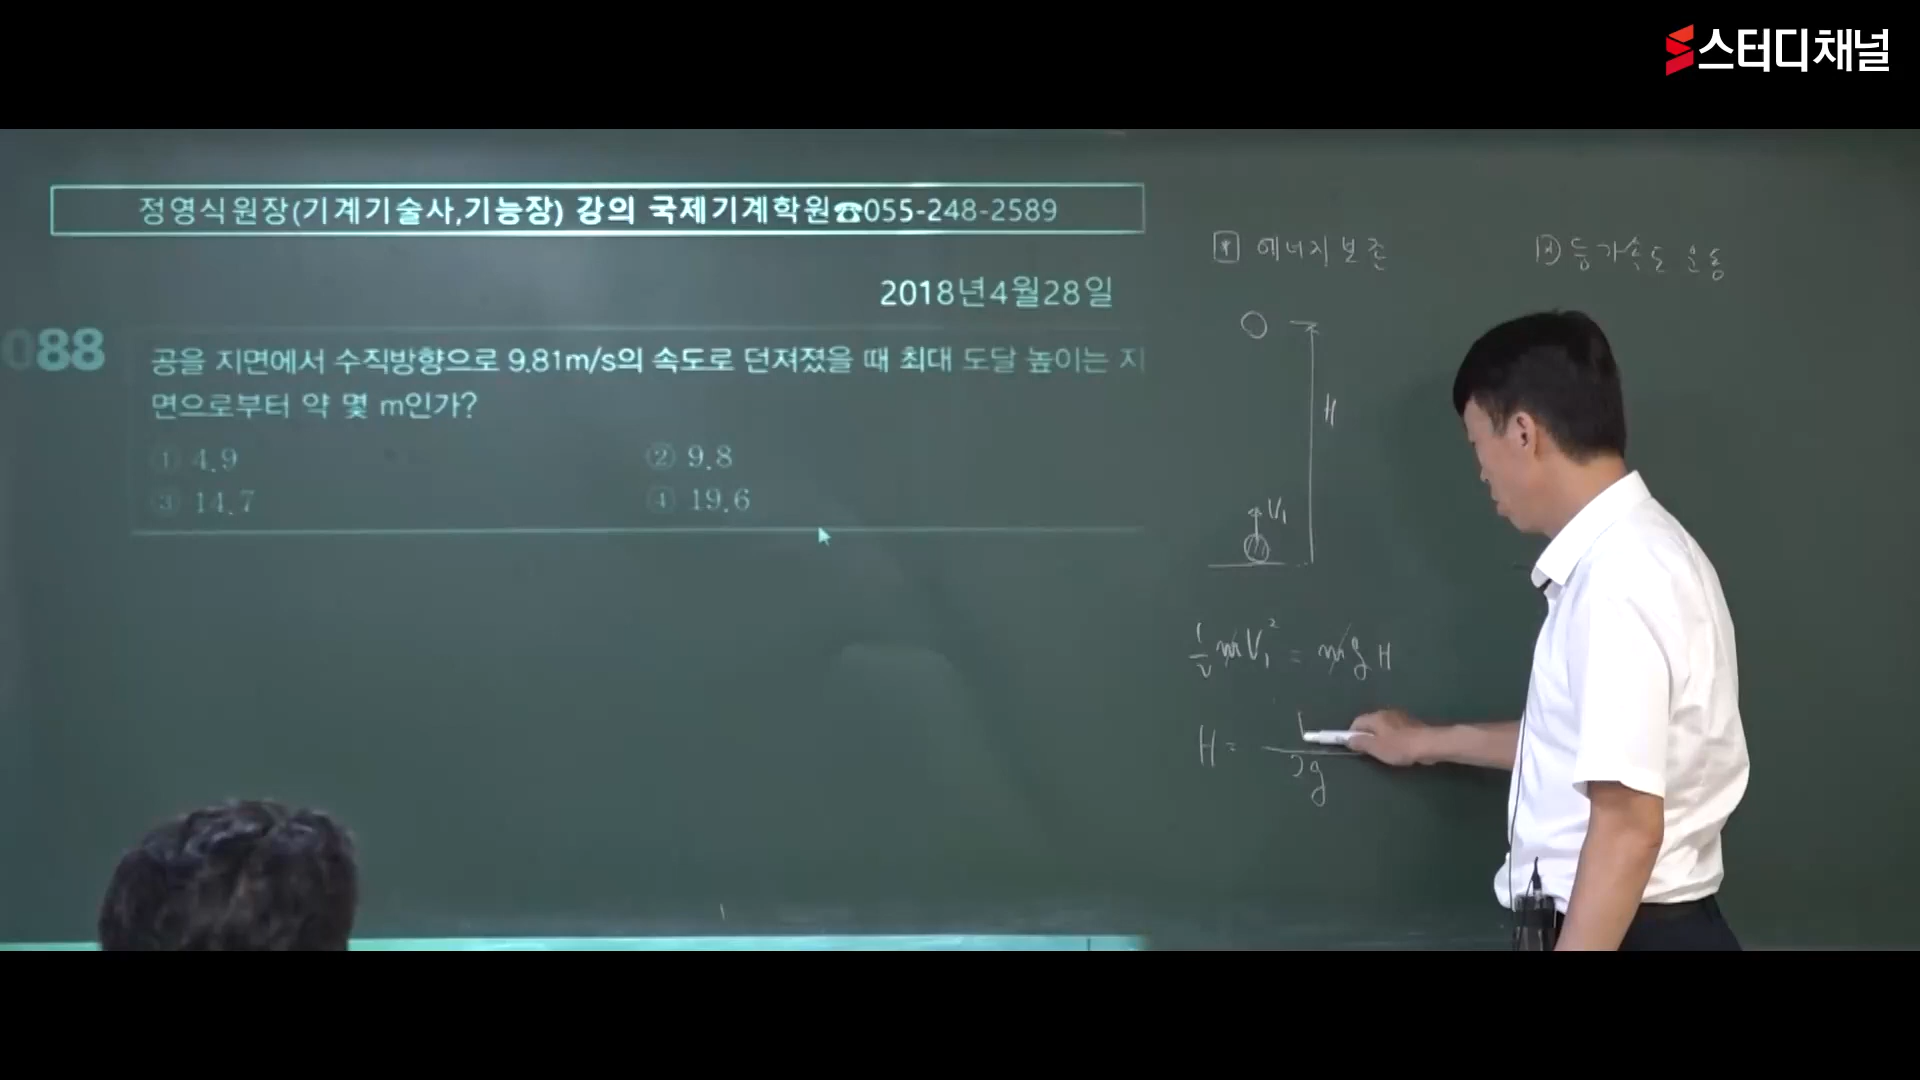 스터디채널
정영식원장(기계기술사,기능장) 강의 국제기계학원☎055-248-2589
2018년4월28일
088
공을 지면에서 수직방향으로 9.81m/s의 속도로 던져졌을 때 최대 도달 높이는 지
면으로부터 약 몇 m인가?
① 4.9 ② 9.8
③ 14.7 ④ 19.6
에너지 보존
등가속도 운동
H
V₁
1/2 mV₁² = mgH
H = 2g